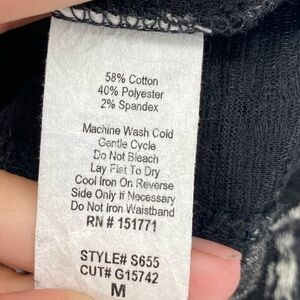 58% Cotton
40% Polyester
2% Spandex
Machine Wash Cold
Gentle Cycle
Do Not Bleach
Lay Flat To Dry
Cool Iron On Reverse
Side Only If Necessary
Do Not Iron Waistband
RN # 151771
STYLE# S655
CUT# G15742
M